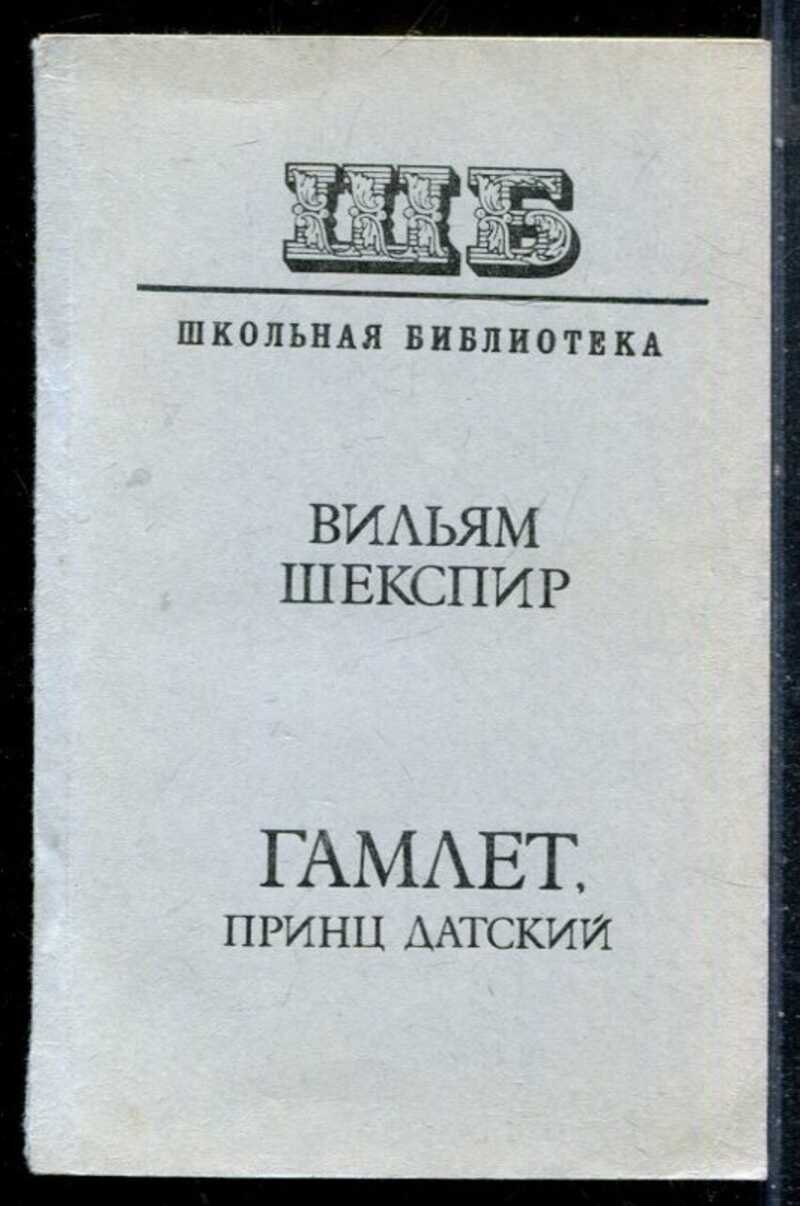 ШБ
ШКОЛЬНАЯ БИБЛИОТЕКА
ВИЛЬЯМ
ШЕКСПИР
ГАМЛЕТ,
ПРИНЦ ДАТСКИЙ